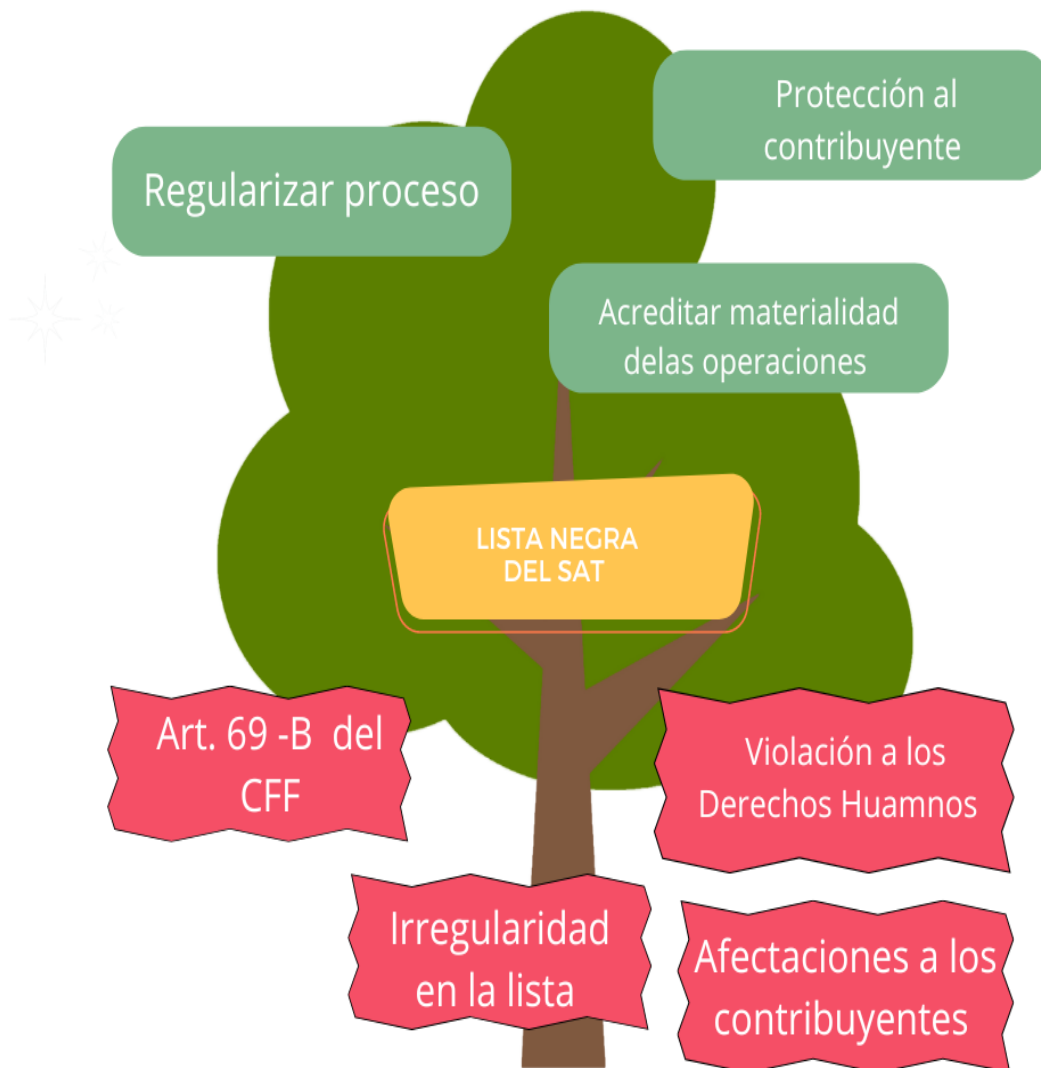 Protección al
contribuyente
Regularizar proceso
Acreditar materialidad
delas operaciones
LISTA NEGRA
DEL SAT
Art. 69 -B del
CFF
Violación a los
Derechos Huamnos
Irregularidad
en la lista
Afectaciones a los
contribuyentes